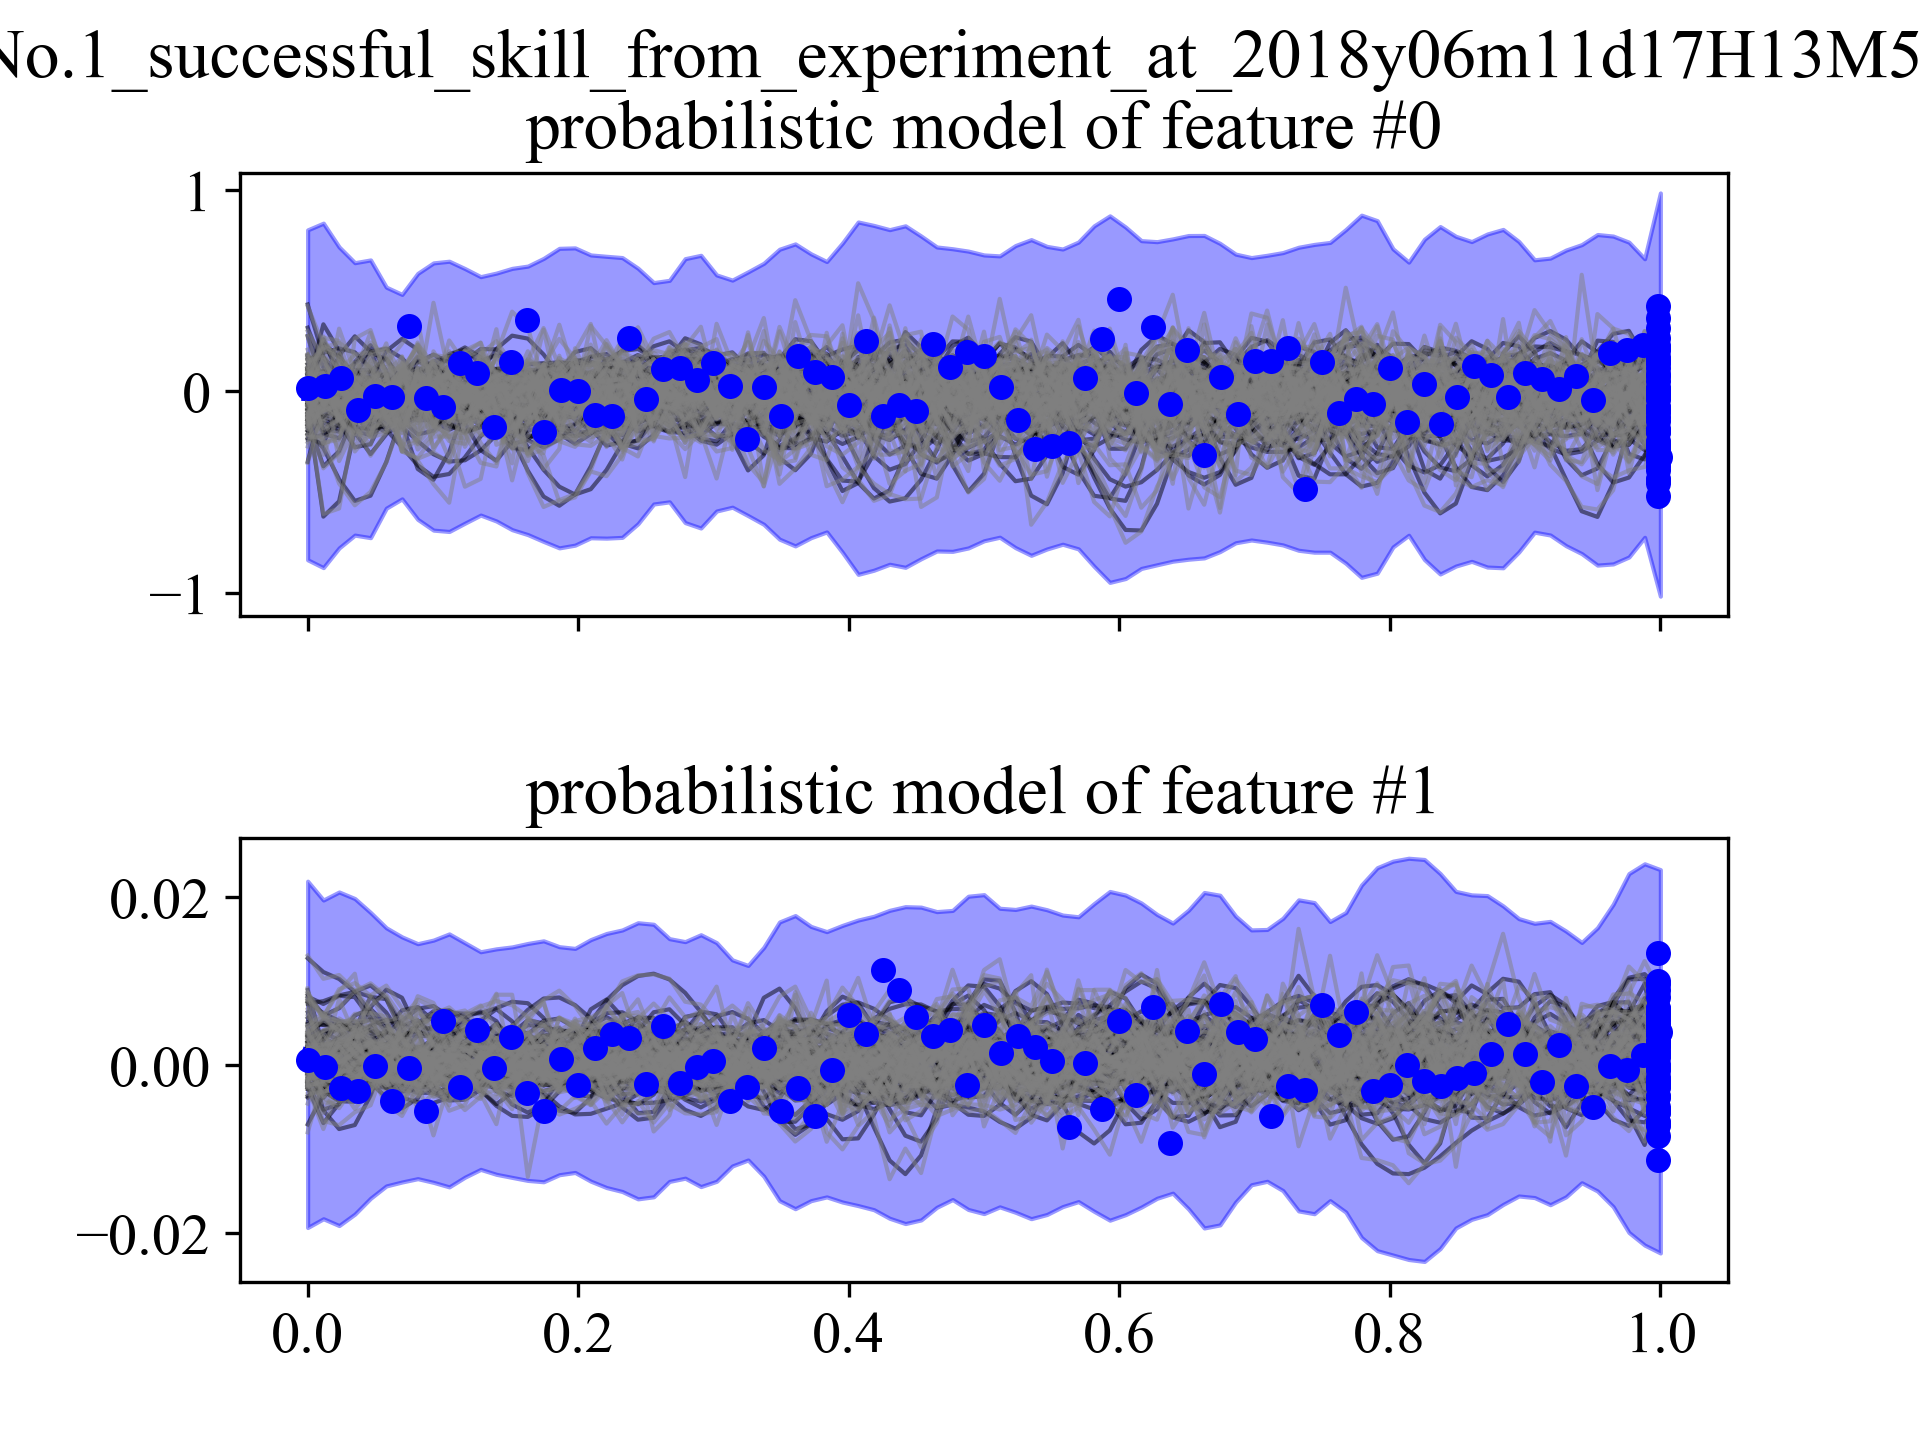 No.1_successful_skill_from_experiment_at_2018y06m11d17H13M5
probabilistic model of feature #0
1
0
−1
probabilistic model of feature #1
0.02
0.00
−0.02
0.0 0.2 0.4 0.6 0.8 1.0